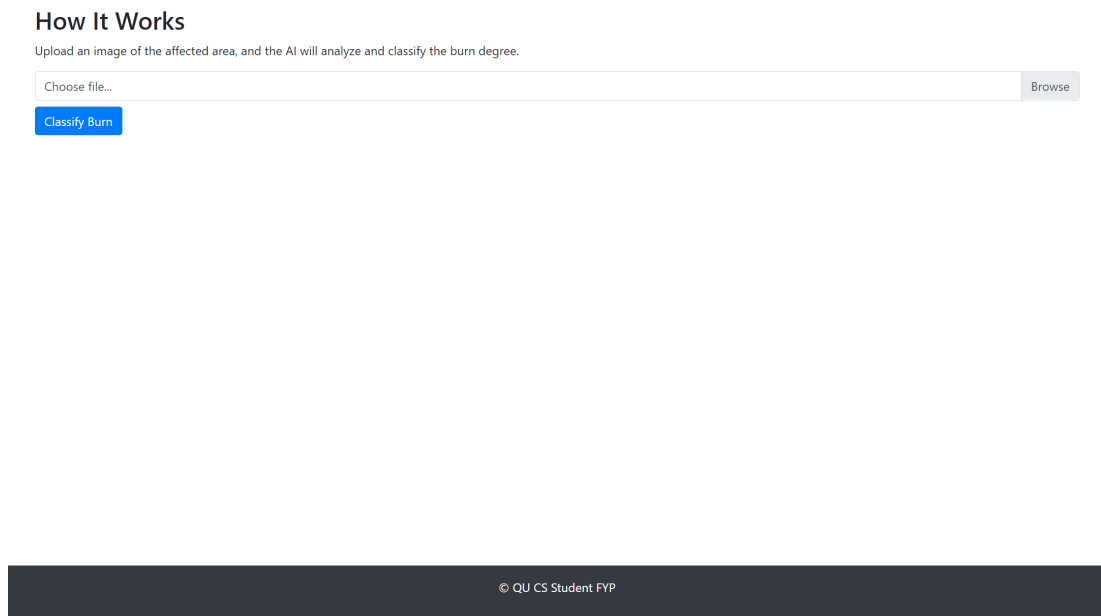 How It Works
Upload an image of the affected area, and the AI will analyze and classify the burn degree.
Choose file...
Browse
Classify Burn
© QU CS Student FYP